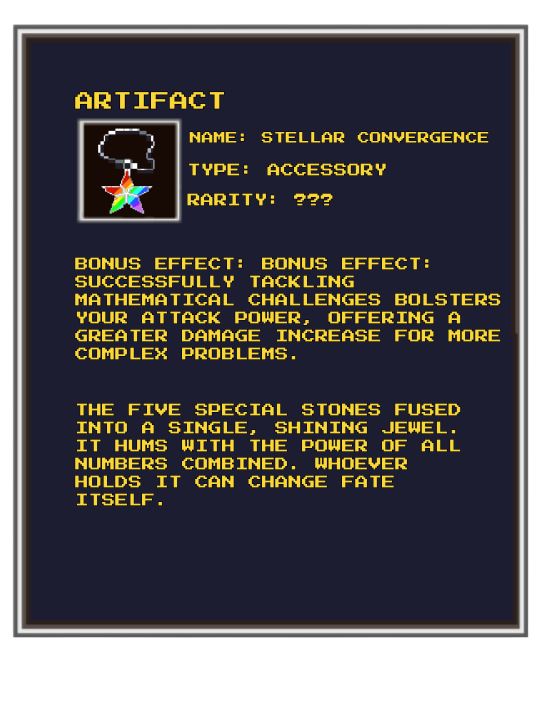 ARTIFACT
NAME: STELLAR CONVERGENCE
TYPE: ACCESSORY
RARITY: ???
BONUS EFFECT: BONUS EFFECT:
SUCCESSFULLY TACKLING
MATHEMATICAL CHALLENGES BOLSTERS
YOUR ATTACK POWER, OFFERING A
GREATER DAMAGE INCREASE FOR MORE
COMPLEX PROBLEMS.
THE FIVE SPECIAL STONES FUSED
INTO A SINGLE, SHINING JEWEL.
IT HUMS WITH THE POWER OF ALL
NUMBERS COMBINED. WHOEVER
HOLDS IT CAN CHANGE FATE
ITSELF.